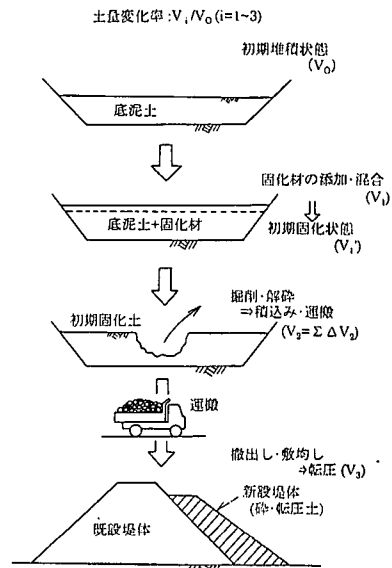 土量変化率:Vi/V0(i=1~3)
初期堆積状態
(V0)
底泥土
固化材の添加・混合
(V1)
底泥土+固化材
初期固化状態
(V1')
初期固化土
掘削・解砕
⇒積込み・運搬
(V2=ΣΔV2)
運搬
撒出し・敷均し
⇒転圧(V3)
新設堤体
(砕・転圧土)
既設堤体